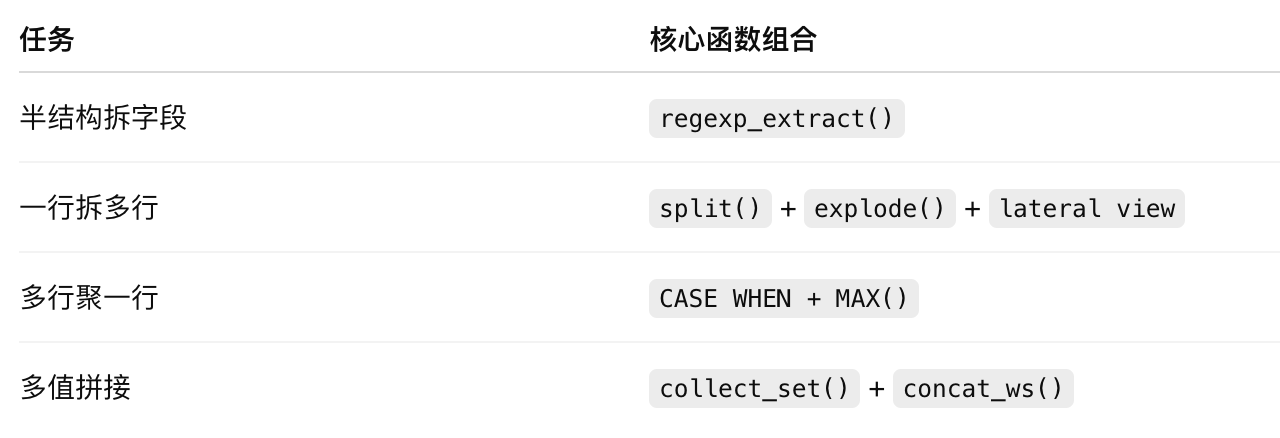 任务 核心函数组合
半结构拆字段 regexp_extract()
一行拆多行 split() + explode() + lateral view
多行聚一行 CASE WHEN + MAX()
多值拼接 collect_set() + concat_ws()